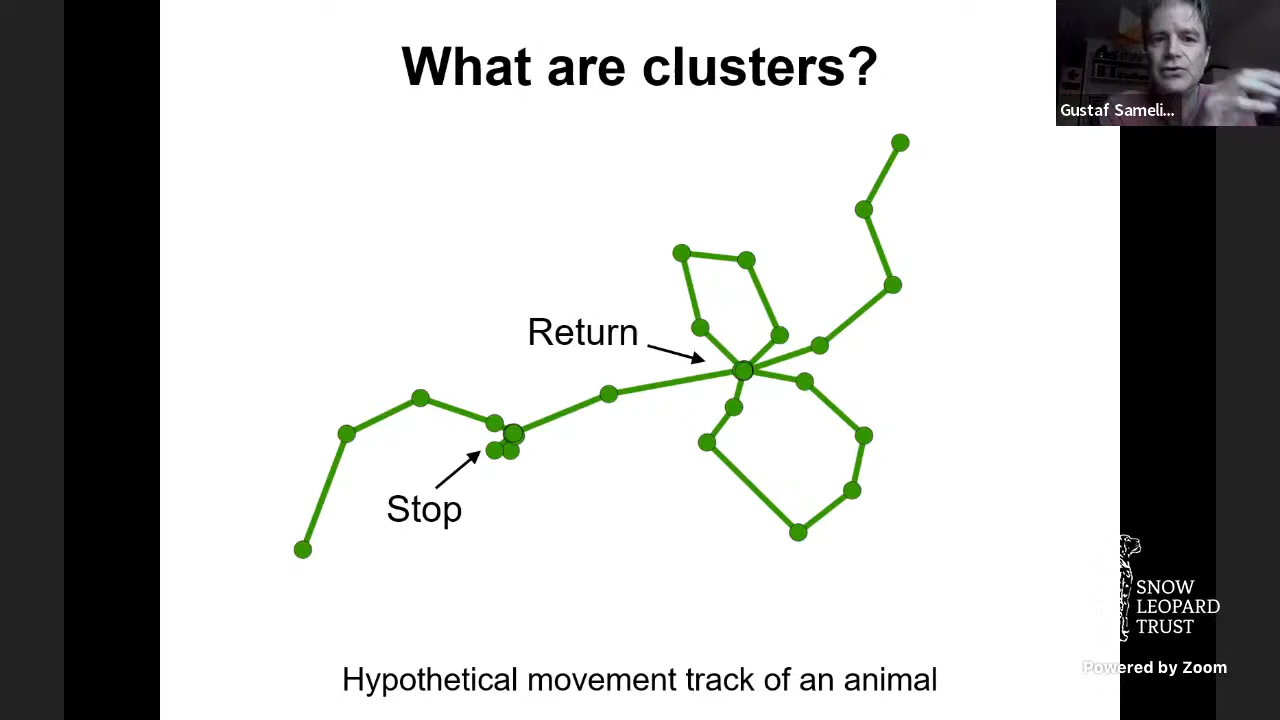 What are clusters?
Gustaf Sameli...
Return
Stop
SNOW
LEOPARD
TRUST
Powered by Zoom
Hypothetical movement track of an animal